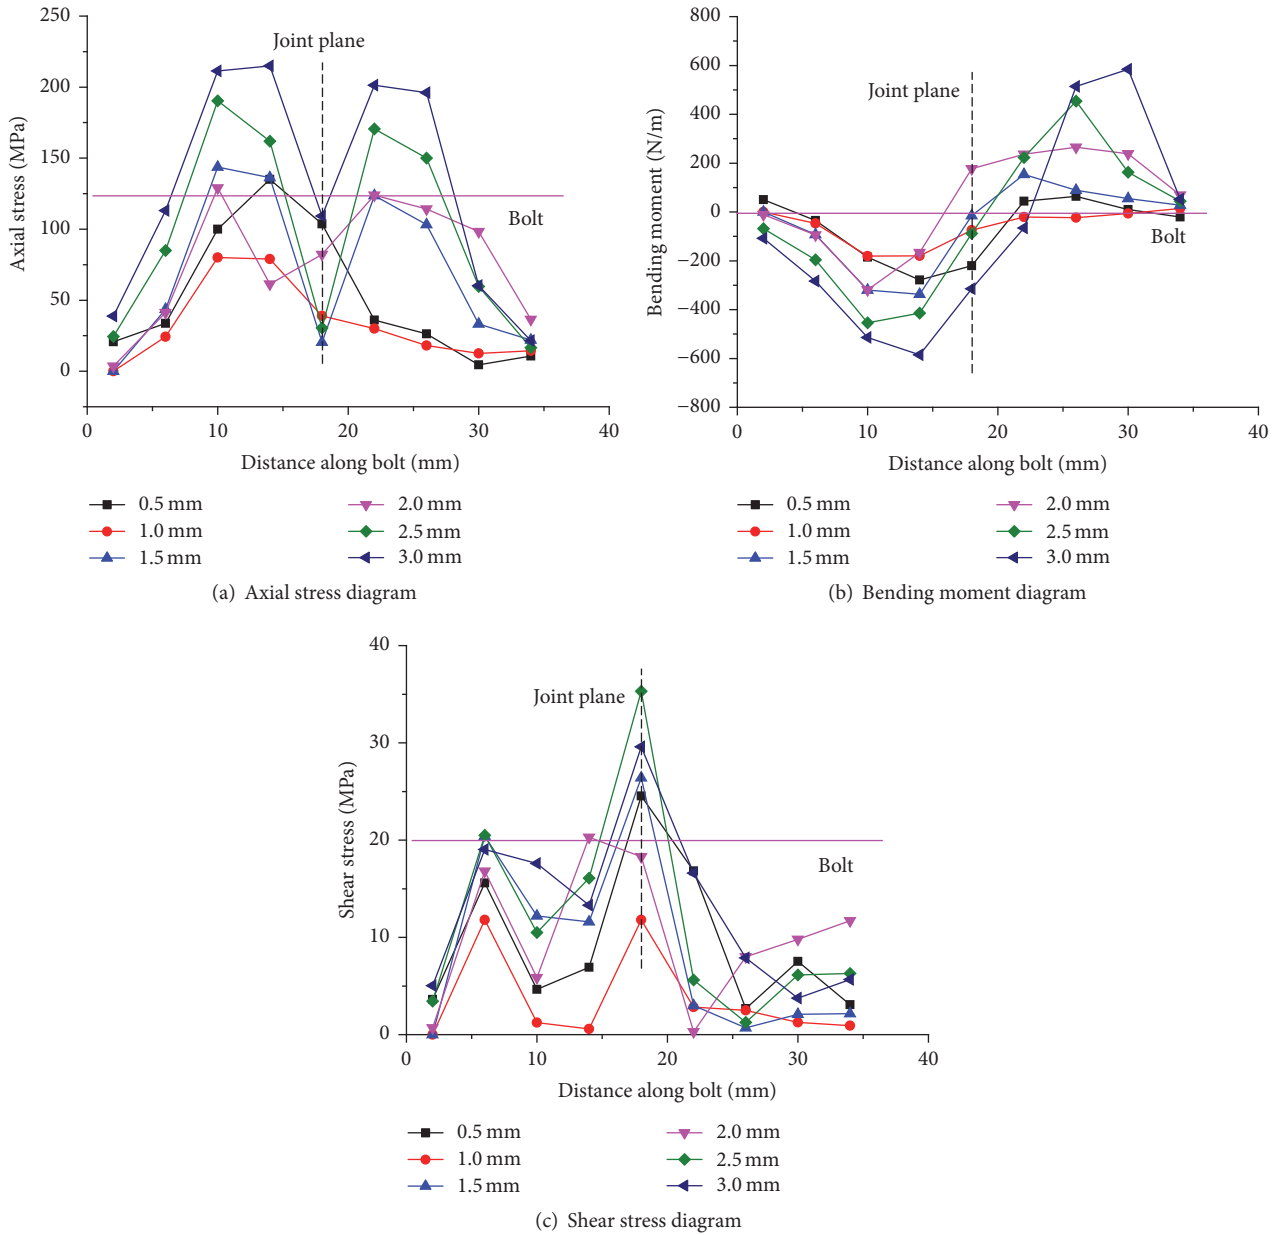 250
200
150
100
50
0
Axial stress (MPa)
Joint plane
Bolt
0
10
20
30
40
Distance along bolt (mm)
0.5 mm
1.0 mm
1.5 mm
2.0 mm
2.5 mm
3.0 mm
(a) Axial stress diagram
800
600
400
200
0
−200
−400
−600
−800
Bending moment (N/m)
Joint plane
Bolt
0
10
20
30
40
Distance along bolt (mm)
0.5 mm
1.0 mm
1.5 mm
2.0 mm
2.5 mm
3.0 mm
(b) Bending moment diagram
40
30
20
10
0
Shear stress (MPa)
Joint plane
Bolt
0
10
20
30
40
Distance along bolt (mm)
0.5 mm
1.0 mm
1.5 mm
2.0 mm
2.5 mm
3.0 mm
(c) Shear stress diagram